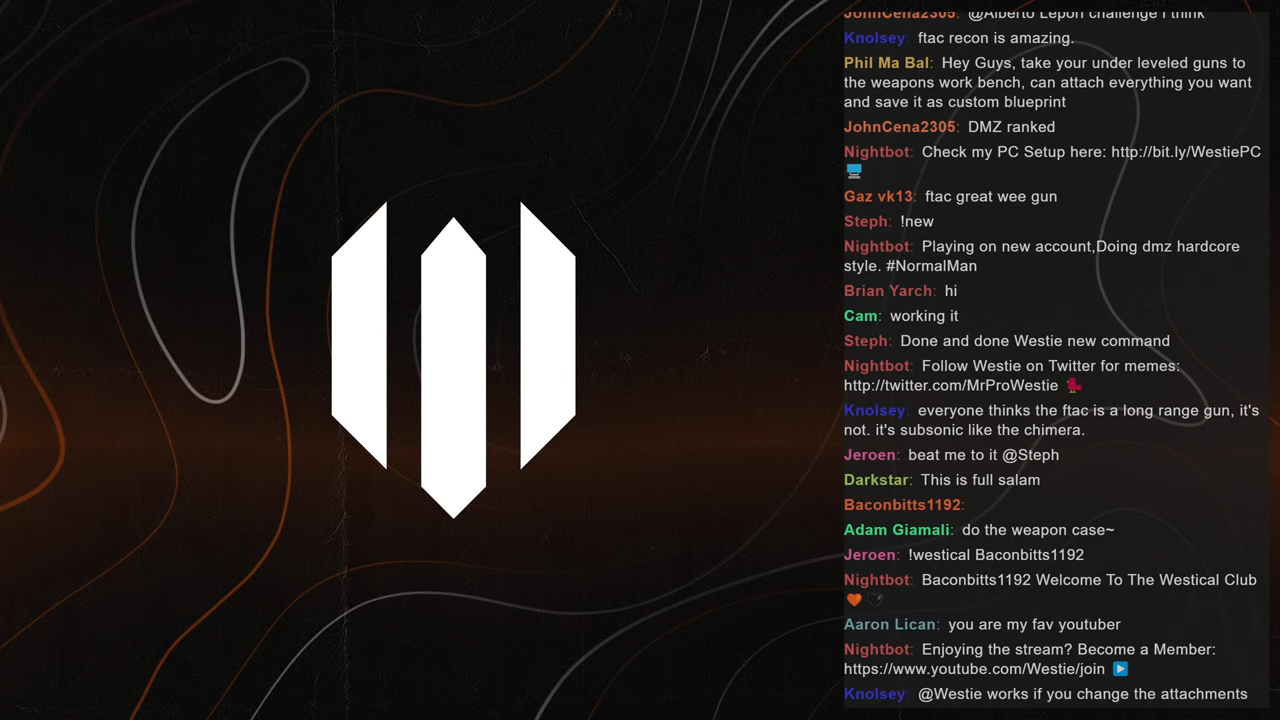 JohnCena2305: @Alberto Lepori challenge I think
Knolsey: ftac recon is amazing.
Phil Ma Bal: Hey Guys, take your under leveled guns to
the weapons work bench, can attach everything you want
and save it as custom blueprint
JohnCena2305: DMZ ranked
Nightbot: Check my PC Setup here: http://bit.ly/WestiePC
Gaz vk13: ftac great wee gun
Steph: !new
Nightbot: Playing on new account,Doing dmz hardcore
style. #NormalMan
Brian Yarch: hi
Cam: working it
Steph: Done and done Westie new command
Nightbot: Follow Westie on Twitter for memes:
http://twitter.com/MrProWestie
Knolsey: everyone thinks the ftac is a long range gun, it's
not. it's subsonic like the chimera.
Jeroen: beat me to it @Steph
Darkstar: This is full salam
Baconbitts1192:
Adam Giamali: do the weapon case~
Jeroen: !westical Baconbitts1192
Nightbot: Baconbitts1192 Welcome To The Westical Club
Aaron Lican: you are my fav youtuber
Nightbot: Enjoying the stream? Become a Member:
https://www.youtube.com/Westie/join
Knolsey: @Westie works if you change the attachments